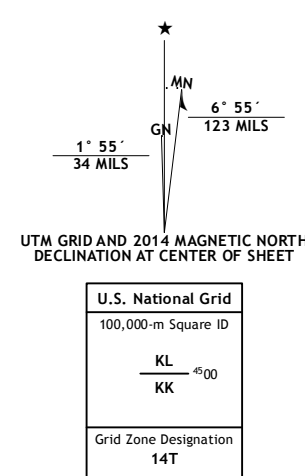 ★
MN
GN
6° 55´
123 MILS
1° 55´
34 MILS
UTM GRID AND 2014 MAGNETIC NORTH
DECLINATION AT CENTER OF SHEET
U.S. National Grid
100,000-m Square ID
KL
4500
KK
Grid Zone Designation
14T